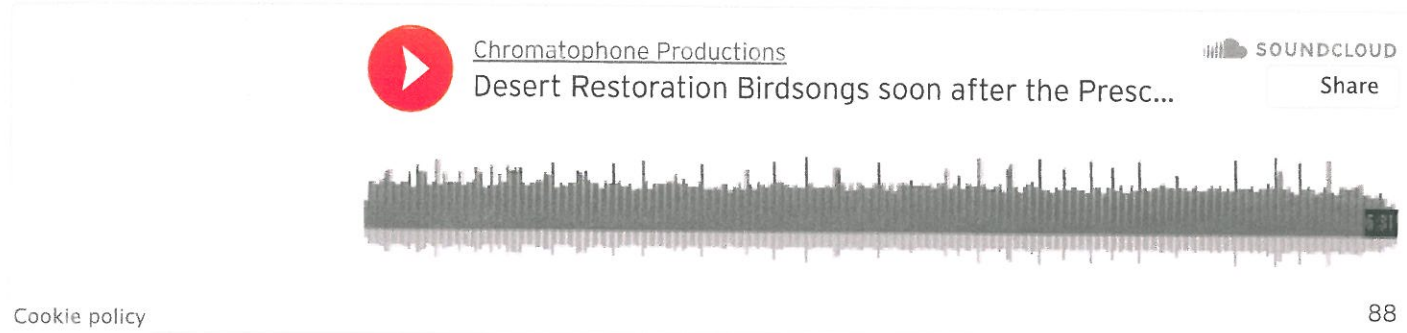 Chromatophone Productions
SOUNDCLOUD
Desert Restoration Birdsongs soon after the Presc...
Share
Cookie policy
88